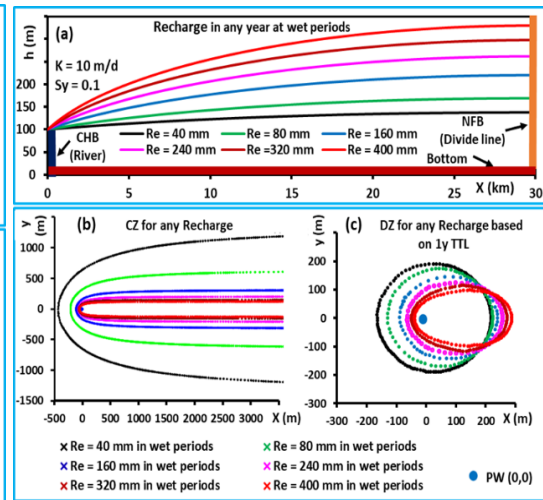 Recharge in any year at wet periods
(a)
h (m)
K = 10 m/d
Sy = 0.1
200
150
100
50
0
CHB
(River)
NFB
(Divide line)
Re = 40 mm
Re = 80 mm
Re = 160 mm
Re = 240 mm
Re =320 mm
Re = 400 mm
Bottom
0
5
10
15
20
25
30
X (km)
y (m)
(b)
CZ for any Recharge
1000
500
0
-500
-1000
-1500
-500
0
500
1000
1500
2000
2500
3000
X (m)
(c)
DZ for any Recharge based
on 1y TTL
y (m)
300
200
100
0
-100
-200
-300
-300
-200
-100
0
100
200
X (m)
Re = 40 mm in wet periods
Re = 80 mm in wet periods
Re = 160 mm in wet periods
Re = 240 mm in wet periods
Re = 320 mm in wet periods
Re = 400 mm in wet periods
PW (0,0)